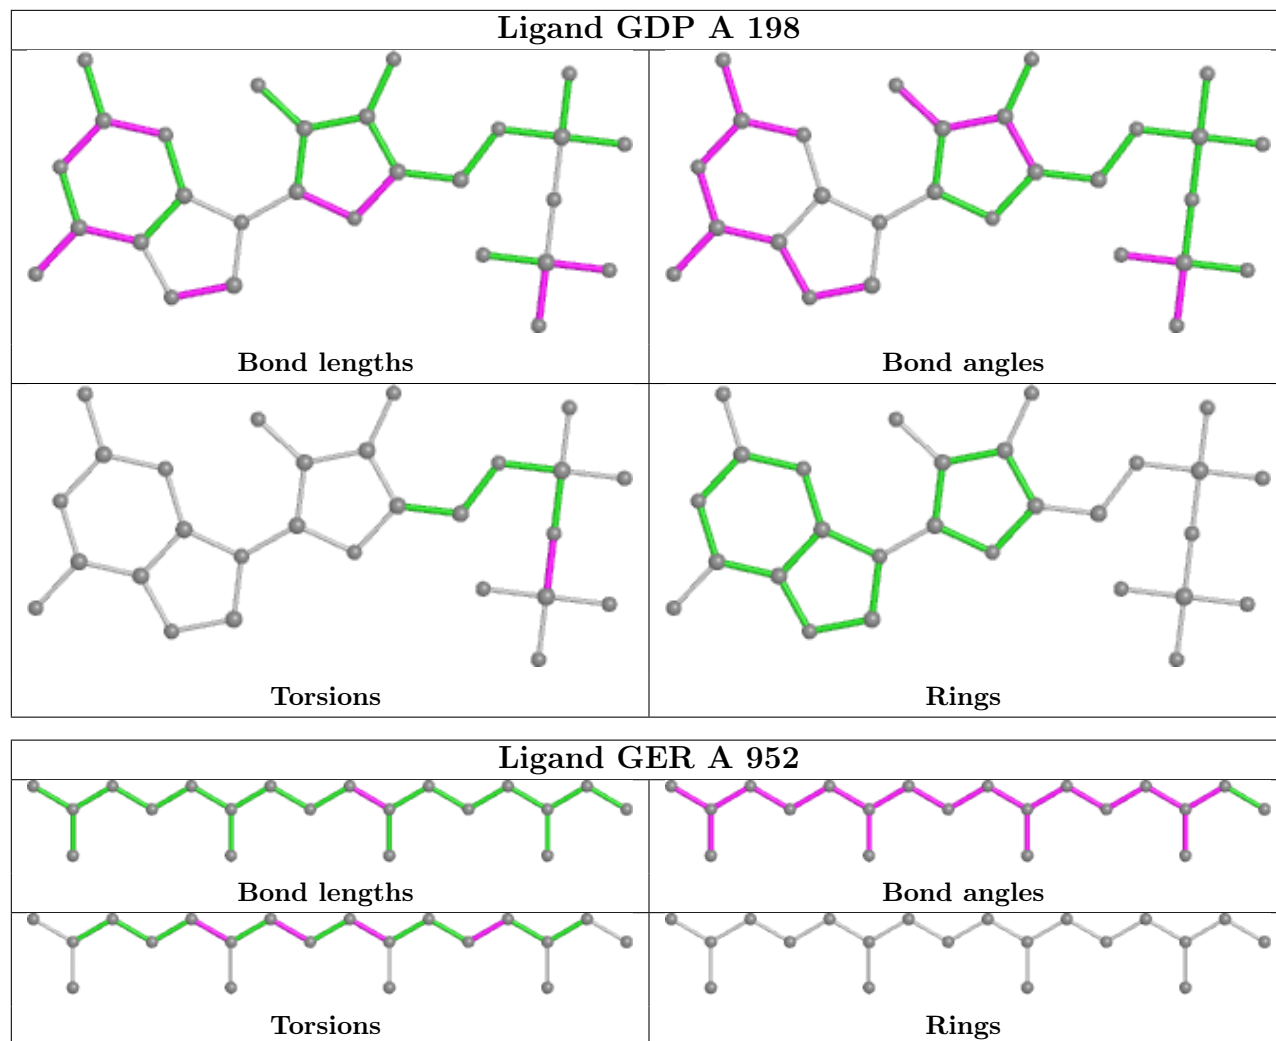 Ligand GDP A 198
Bond lengths
Bond angles
Torsions
Rings
Ligand GER A 952
Bond lengths
Bond angles
Torsions
Rings